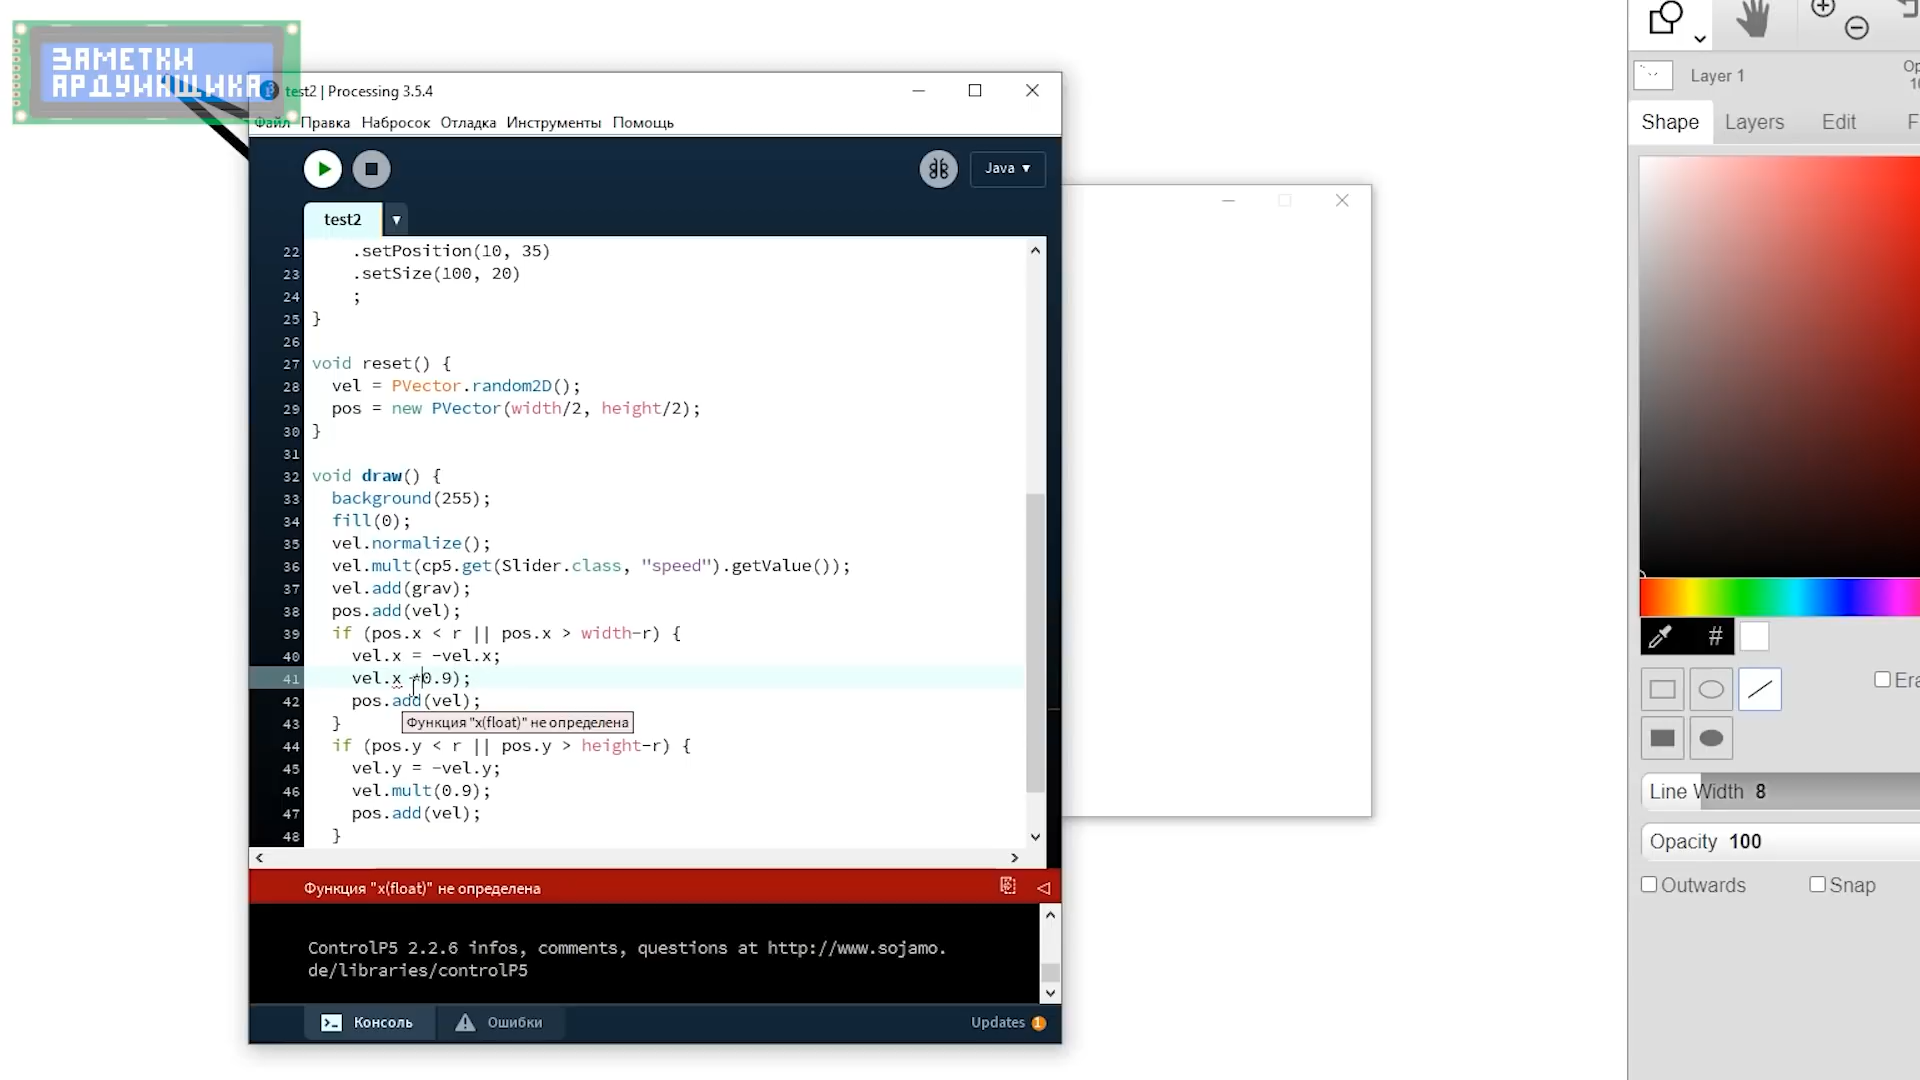 ЗАМЕТКИ
АРДУИНЩИКА
test2 | Processing 3.5.4
Файл Правка Набросок Отладка Инструменты Помощь
Java
test2
22 .setPosition(10, 35)
23 .setSize(100, 20)
24 ;
25 }
26
27 void reset() {
28 vel = PVector.random2D();
29 pos = new PVector(width/2, height/2);
30 }
31
32 void draw() {
33 background(255);
34 fill(0);
35 vel.normalize();
36 vel.mult(cp5.get(Slider.class, "speed").getValue());
37 vel.add(grav);
38 pos.add(vel);
39 if (pos.x < r || pos.x > width-r) {
40 vel.x = -vel.x;
41 vel.x *0.9);
42 pos.add(vel);
Функция "x(float)" не определена
43 }
44 if (pos.y < r || pos.y > height-r) {
45 vel.y = -vel.y;
46 vel.mult(0.9);
47 pos.add(vel);
48 }
Функция "x(float)" не определена
ControlP5 2.2.6 infos, comments, questions at http://www.sojamo.
de/libraries/controlP5
Консоль Ошибки Updates 1
Layer 1
Shape Layers Edit
#
Line Width 8
Opacity 100
Outwards Snap